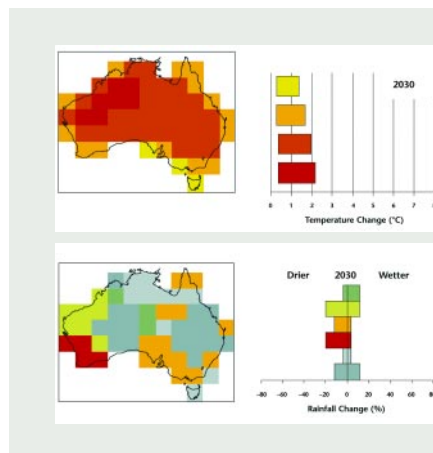 2030
0 1 2 3 4 5 6 7
Temperature Change (°C)
Drier 2030 Wetter
-80 -60 -40 -20 0 20 40 60 80
Rainfall Change (%)